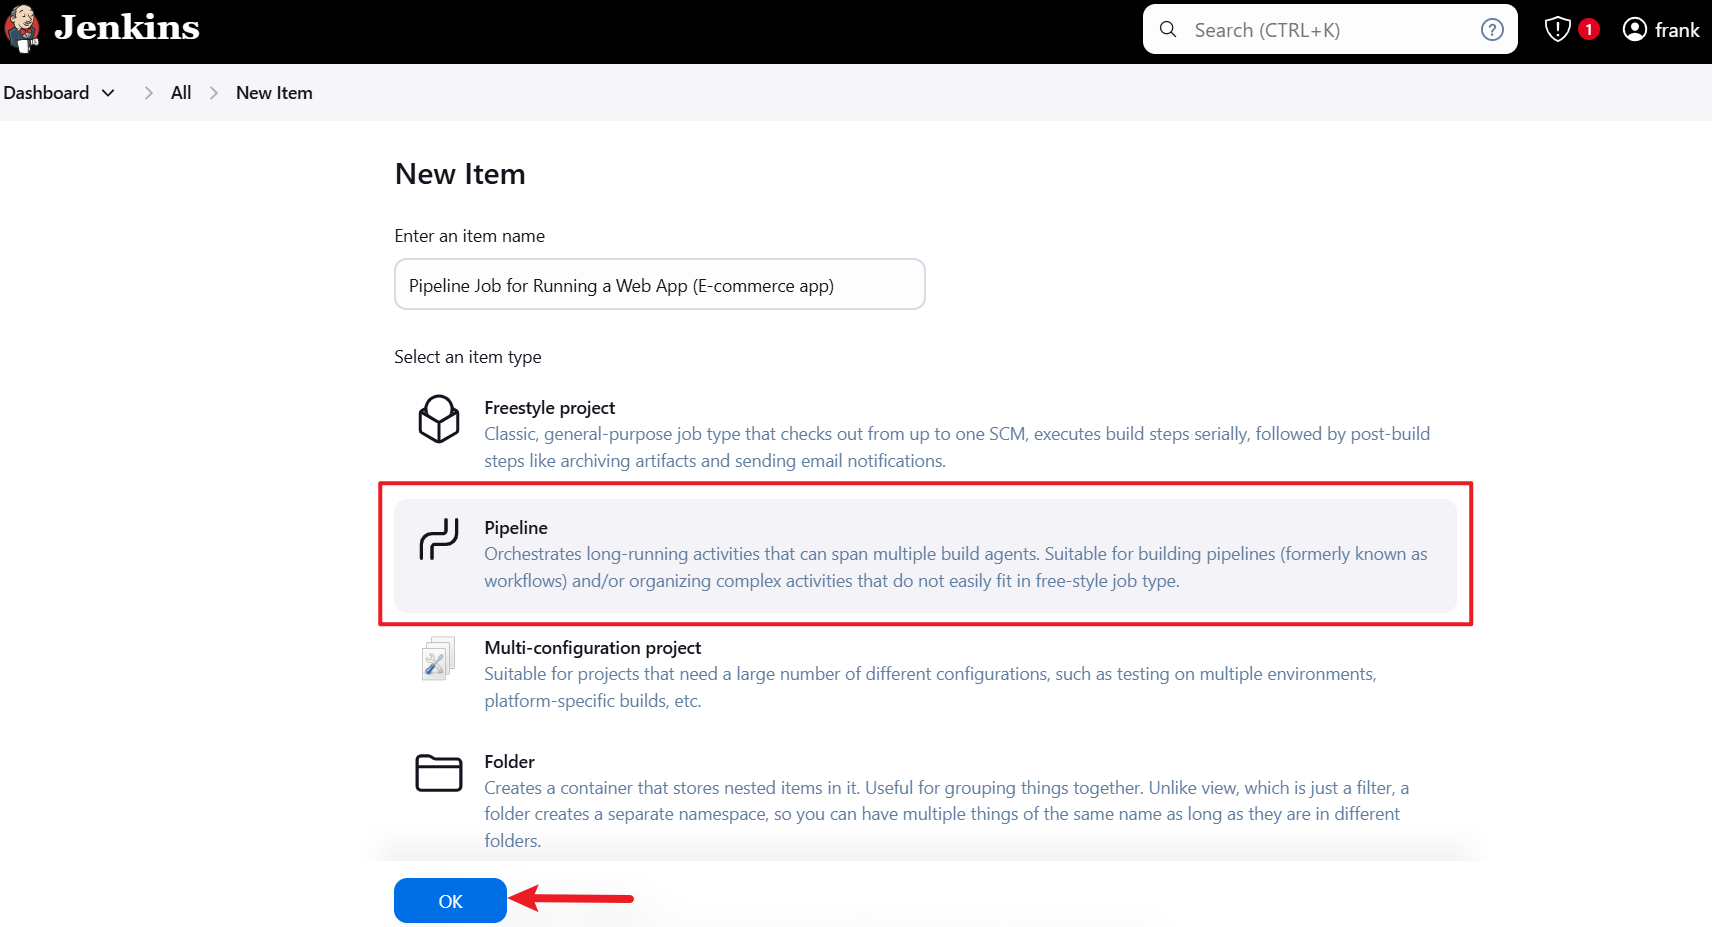 Jenkins
Search (CTRL+K)
?
1
frank
Dashboard
All
New Item
New Item
Enter an item name
Pipeline Job for Running a Web App (E-commerce app)
Select an item type
Freestyle project
Classic, general-purpose job type that checks out from up to one SCM, executes build steps serially, followed by post-build
steps like archiving artifacts and sending email notifications.
Pipeline
Orchestrates long-running activities that can span multiple build agents. Suitable for building pipelines (formerly known as
workflows) and/or organizing complex activities that do not easily fit in free-style job type.
Multi-configuration project
Suitable for projects that need a large number of different configurations, such as testing on multiple environments,
platform-specific builds, etc.
Folder
Creates a container that stores nested items in it. Useful for grouping things together. Unlike view, which is just a filter, a
folder creates a separate namespace, so you can have multiple things of the same name as long as they are in different
folders.
OK